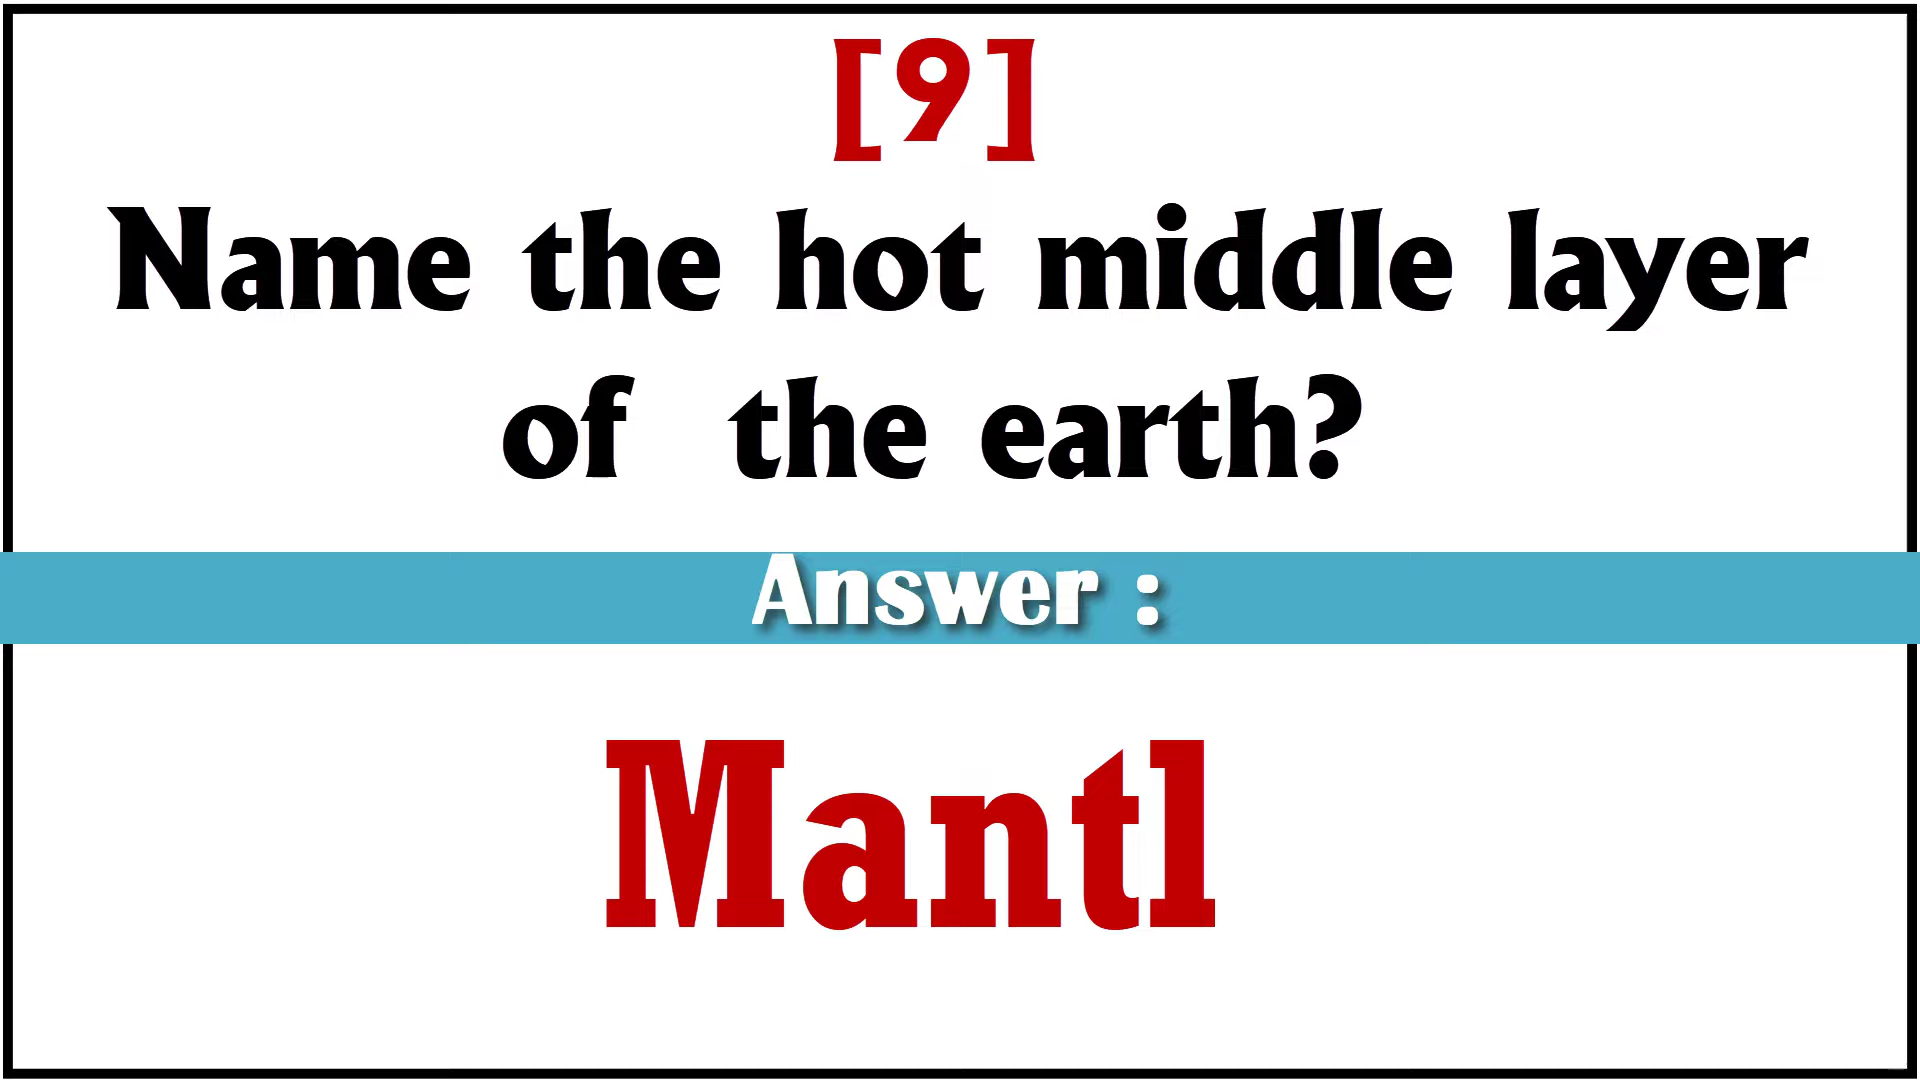 [9]
Name the hot middle layer
of the earth?
Answer :
Mantl